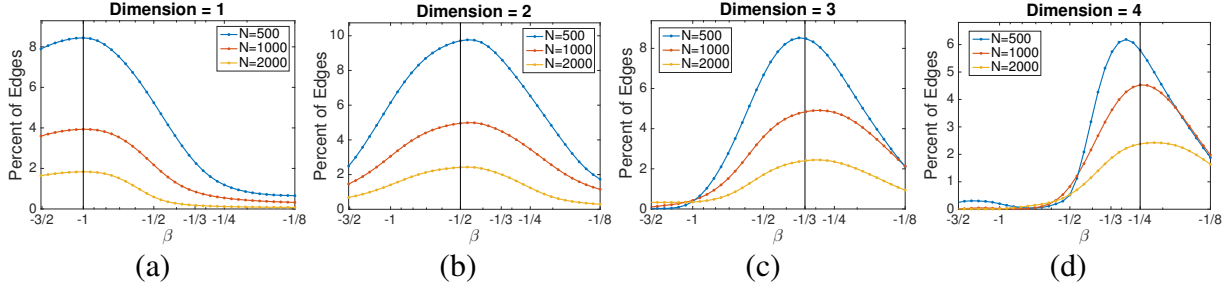 Dimension = 1
Percent of Edges
8
6
4
2
0
N=500
N=1000
N=2000
-3/2
-1
-1/2
-1/3
-1/4
-1/8
β
(a)
Dimension = 2
Percent of Edges
10
8
6
4
2
0
N=500
N=1000
N=2000
-3/2
-1
-1/2
-1/3
-1/4
-1/8
β
(b)
Dimension = 3
Percent of Edges
8
6
4
2
0
N=500
N=1000
N=2000
-3/2
-1
-1/2
-1/3
-1/4
-1/8
β
(c)
Dimension = 4
Percent of Edges
6
5
4
3
2
1
0
N=500
N=1000
N=2000
-3/2
-1
-1/2
-1/3
-1/4
-1/8
β
(d)